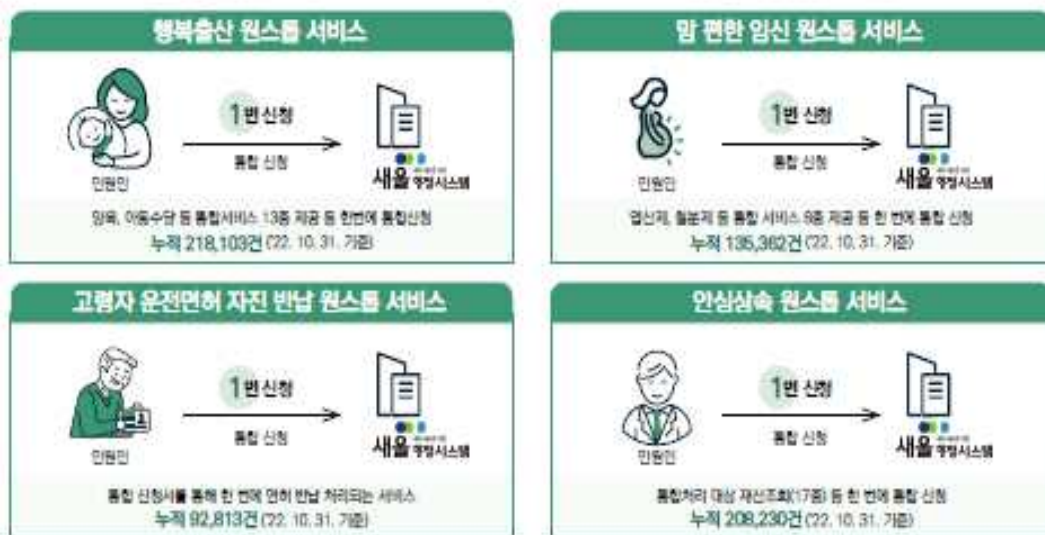 행복출산 원스톱 서비스
1번 신청
통합 신청
민원인
새올 행정시스템
양육, 아동수당 등 통합서비스 13종 제공 등 한번에 통합신청
누적 218,103건 ('22. 10. 31. 기준)
맘 편한 임신 원스톱 서비스
1번 신청
통합 신청
민원인
새올 행정시스템
엽산제, 철분제 등 통합 서비스 종 제공 등 한 번에 통합 신청
누적 135,362건 ('22. 10. 31. 기준)
고령자 운전면허 자진 반납 원스톱 서비스
1번 신청
통합 신청
민원인
새올 행정시스템
통합 신청서를 통해 한 번에 면허 반납 처리되는 서비스
누적 92,813건 ('22. 10. 31. 기준)
안심상속 원스톱 서비스
1번 신청
통합 신청
민원인
새올 행정시스템
통합처리 대상 재산조회(17종) 등 한 번에 통합 신청
누적 208,230건 ('22. 10. 31. 기준)